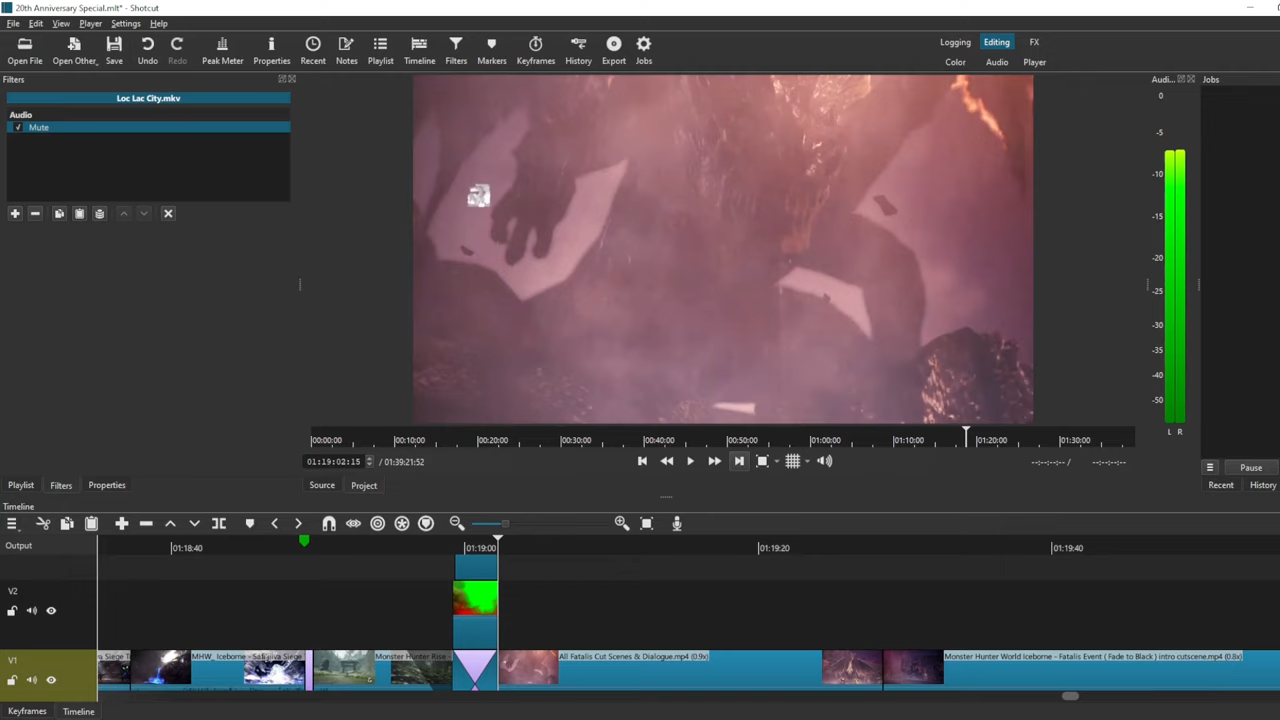 20th Anniversary Special.mlt* - Shotcut
File Edit View Player Settings Help
Open File Open Other.. Save Undo Redo Peak Meter Properties Recent Notes Playlist Timeline Filters Markers Keyframes History Export Jobs
Logging Editing FX
Color Audio Player
Filters
Loc Lac City.mkv
Audio
Mute
Audi...
0
-5
-10
-15
-20
-25
-30
-35
-40
-50
L R
Jobs
00:00:00 00:10:00 00:20:00 00:30:00 00:40:00 00:50:00 01:00:00 01:10:00 01:20:00 01:30:00
01:19:02:15 / 01:39:21:52
--:--:--:-- / --:--:--:--
Pause
Playlist Filters Properties
Source Project
Recent History
Timeline
Output
01:18:40 01:19:00 01:19:20 01:19:40
V2
V1
MHW_ Iceborne - Safi'jiiva Siege
Monster Hunter Rise -
All Fatalis Cut Scenes & Dialogue.mp4 (0.9x)
Monster Hunter World Iceborne - Fatalis Event ( Fade to Black ) intro cutscene.mp4 (0.8x)
Keyframes Timeline